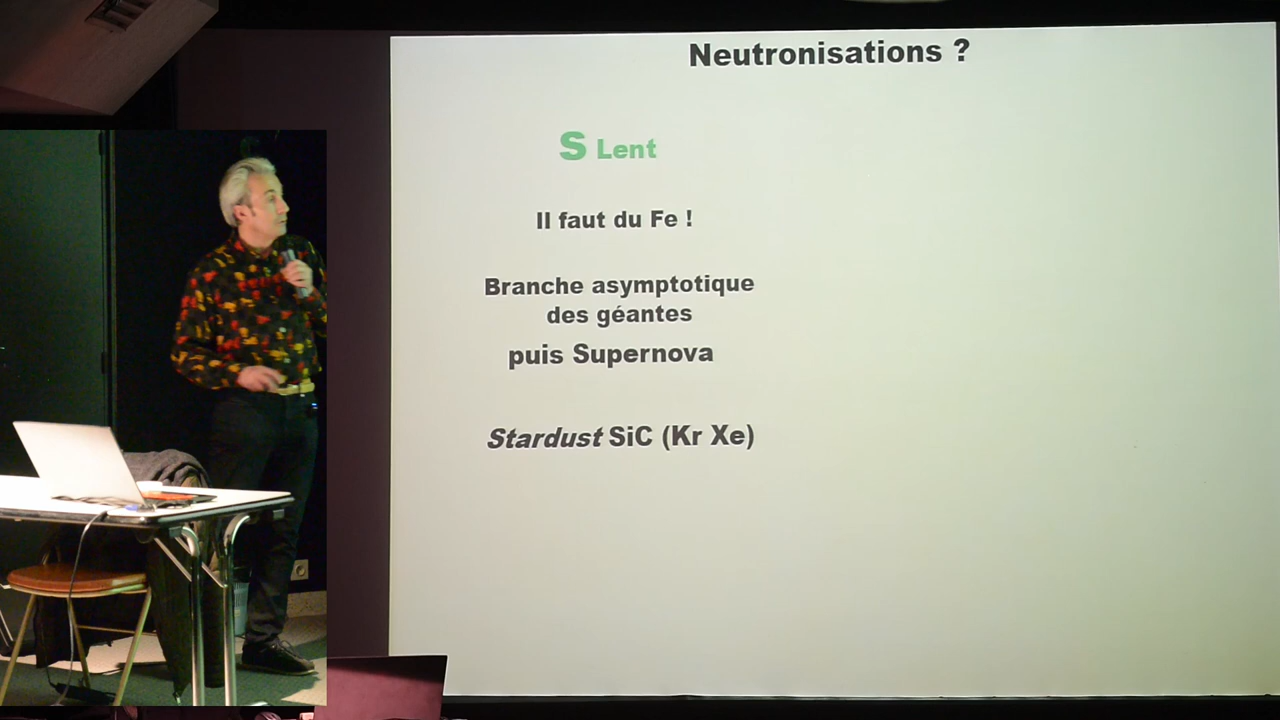 Neutronisations ?
S Lent
Il faut du Fe !
Branche asymptotique
des géantes
puis Supernova
Stardust SiC (Kr Xe)